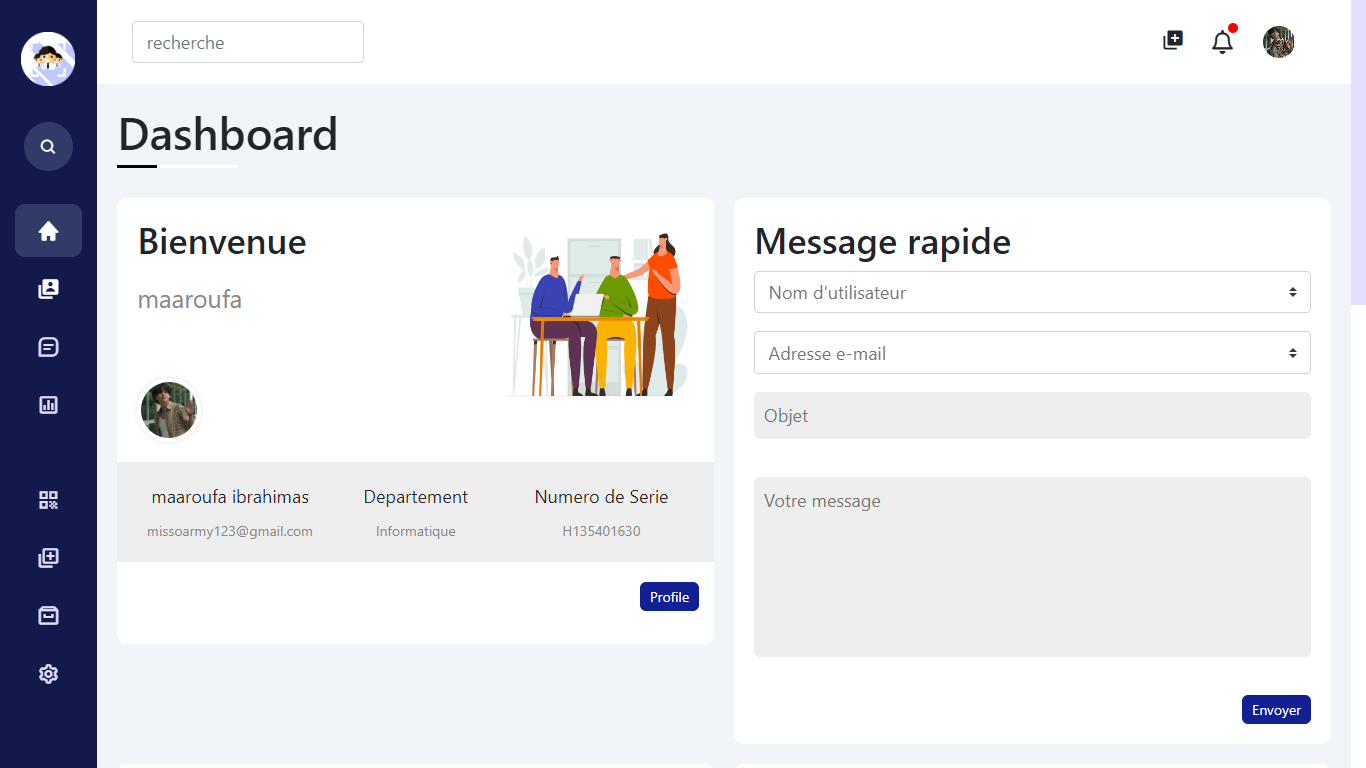 recherche
Dashboard
Bienvenue
maaroufa
maaroufa ibrahimas
missoarmy123@gmail.com
Departement
Informatique
Numero de Serie
H135401630
Profile
Message rapide
Nom d'utilisateur
Adresse e-mail
Objet
Votre message
Envoyer